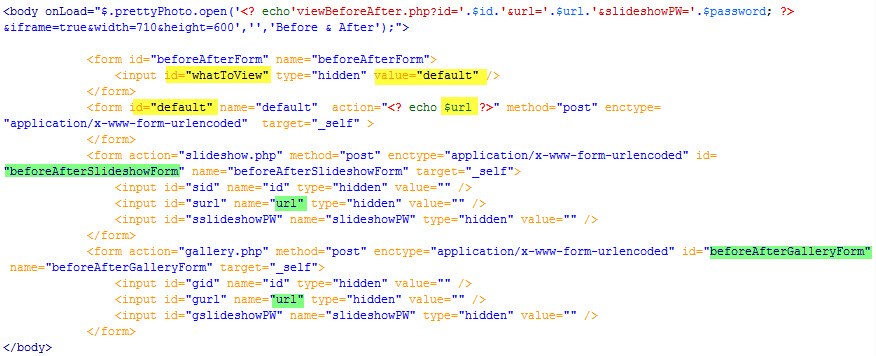 <body onLoad="$.prettyPhoto.open('<? echo'viewBeforeAfter.php?id='.$id.'&url='.$url.'&slideshowPW='.$password; ?>
&iframe=true&width=710&height=600','','Before & After');">
<form id="beforeAfterForm" name="beforeAfterForm">
<input id="whatToView" type="hidden" value="default" />
</form>
<form id="default" name="default"  action="<? echo $url ?>" method="post" enctype=
"application/x-www-form-urlencoded"  target="_self" >
</form>
<form action="slideshow.php" method="post" enctype="application/x-www-form-urlencoded" id=
"beforeAfterSlideshowForm" name="beforeAfterSlideshowForm" target="_self">
<input id="sid" name="id" type="hidden" value="" />
<input id="surl" name="url" type="hidden" value="" />
<input id="sslideshowPW" name="slideshowPW" type="hidden" value="" />
</form>
<form action="gallery.php" method="post" enctype="application/x-www-form-urlencoded" id="beforeAfterGalleryForm"
name="beforeAfterGalleryForm" target="_self">
<input id="gid" name="id" type="hidden" value="" />
<input id="gurl" name="url" type="hidden" value="" />
<input id="gslideshowPW" name="slideshowPW" type="hidden" value="" />
</form>
</body>